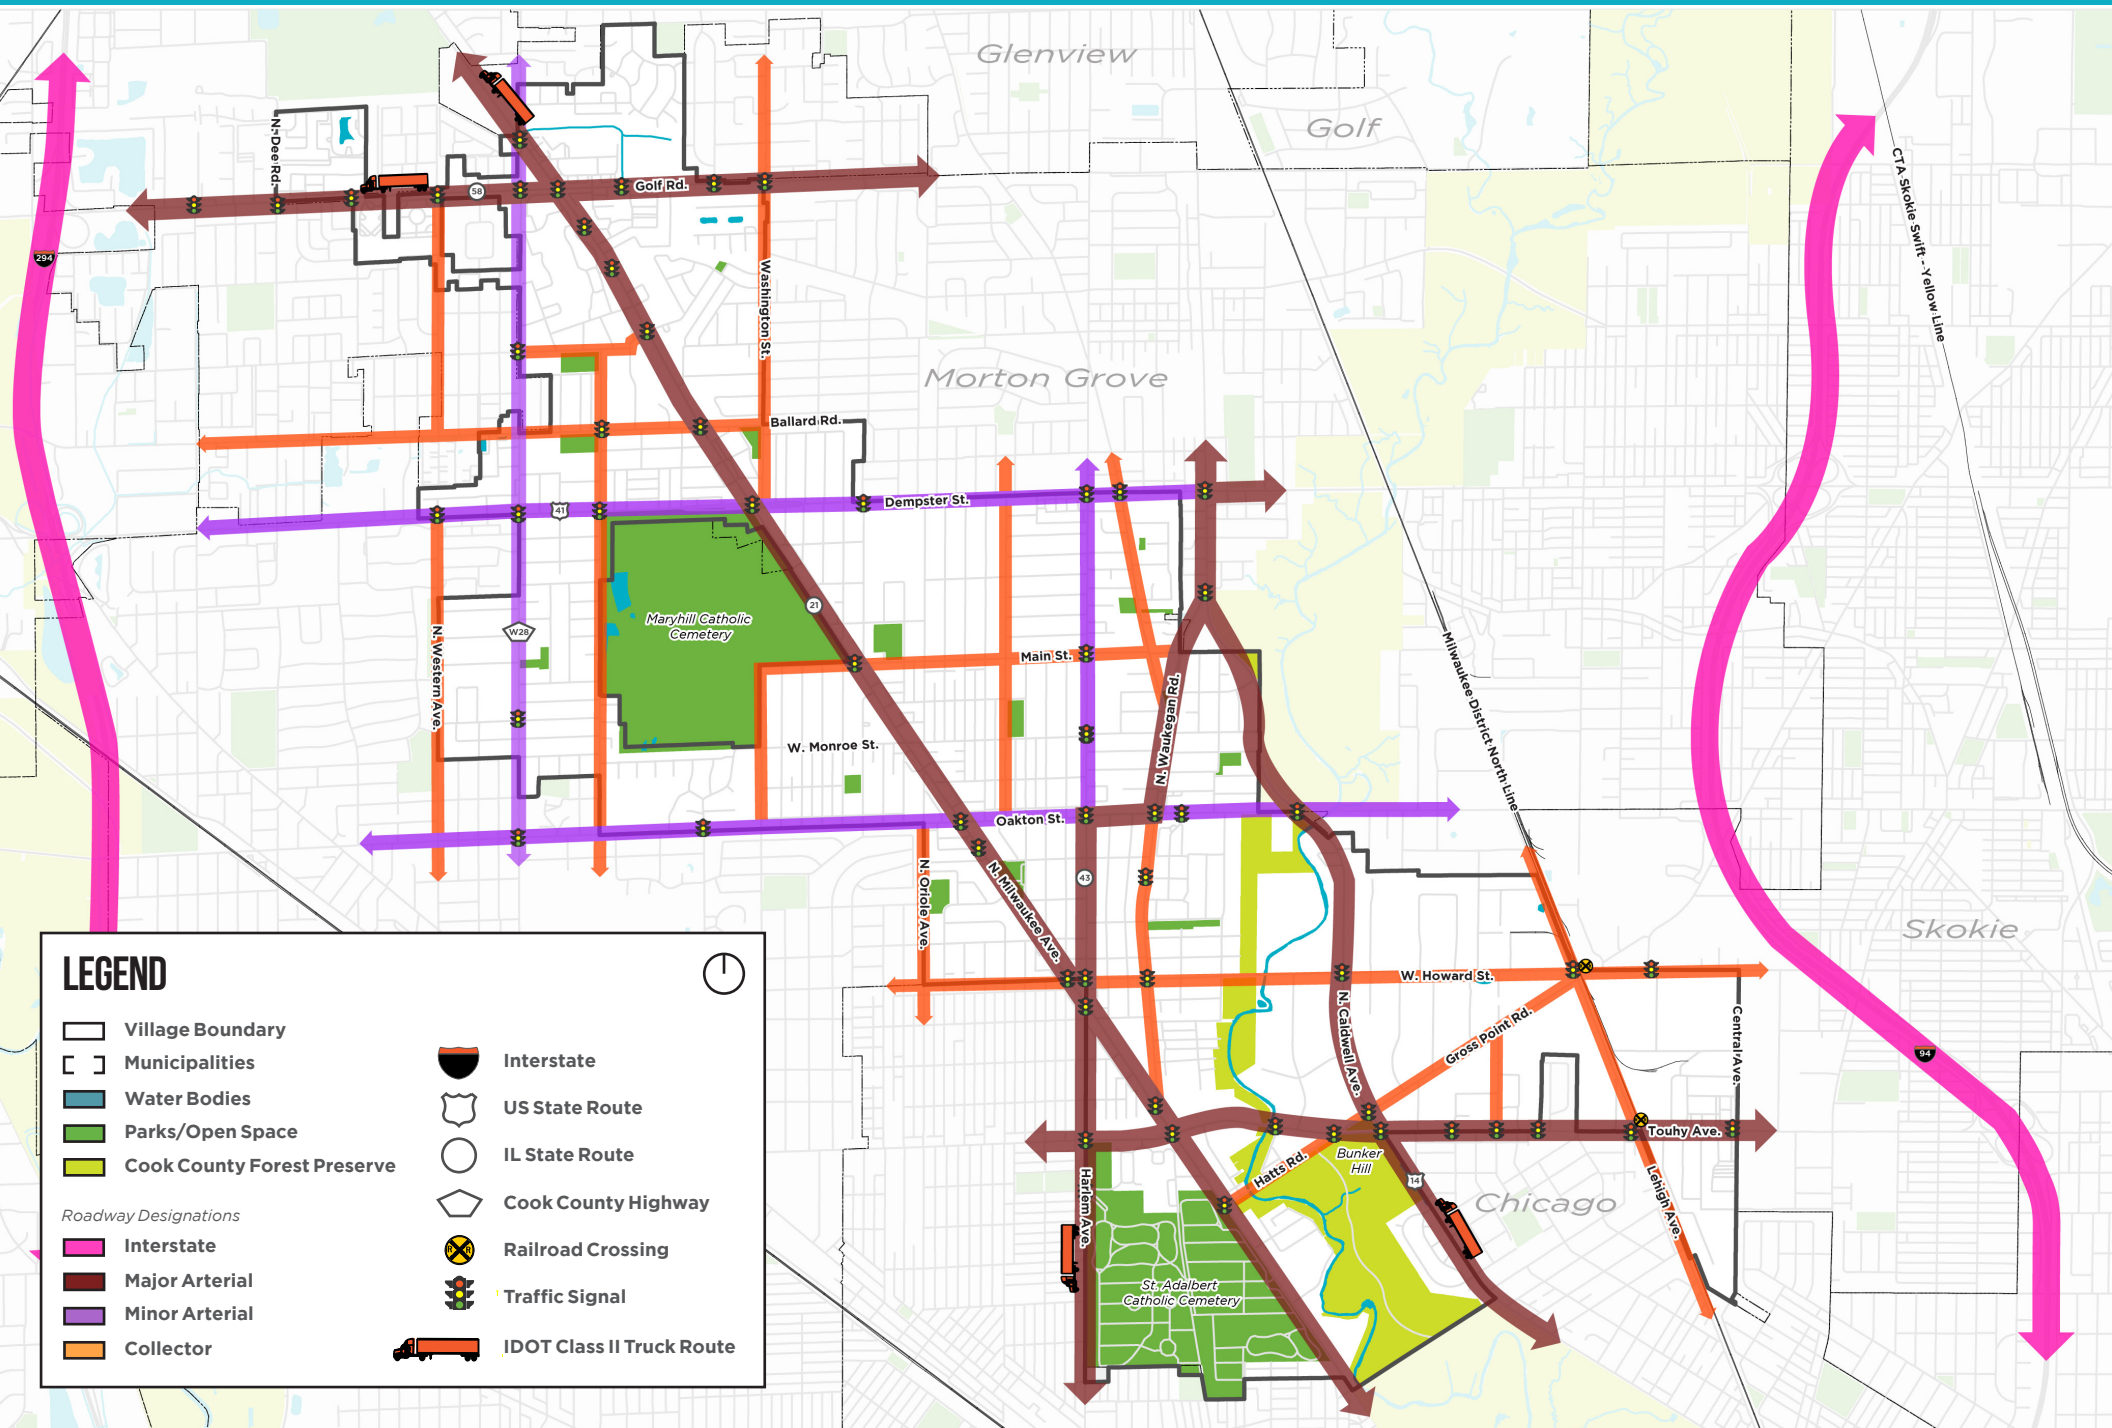 Glenview
Golf
N. Dee Rd.
58
Golf Rd.
CTA Skokie Swift - Yellow Line
294
Washington St.
Morton Grove
Ballard Rd.
41
Dempster St.
21
Maryhill Catholic
Cemetery
W28
N. Western Ave.
Main St.
N. Waukegan Rd.
Milwaukee District North Line
W. Monroe St.
Oakton St.
N. Oriole Ave.
N. Milwaukee Ave.
43
Skokie
W. Howard St.
N. Caldwell Ave.
Gross Point Rd.
Central Ave.
94
Touhy Ave.
Bunker
Hill
Hatts Rd.
14
Chicago
Lehigh Ave.
Harlem Ave.
St. Adalbert
Catholic Cemetery
LEGEND
Village Boundary
Municipalities
Water Bodies
Parks/Open Space
Cook County Forest Preserve
Roadway Designations
Interstate
Major Arterial
Minor Arterial
Collector
Interstate
US State Route
IL State Route
Cook County Highway
R R
Railroad Crossing
Traffic Signal
IDOT Class II Truck Route